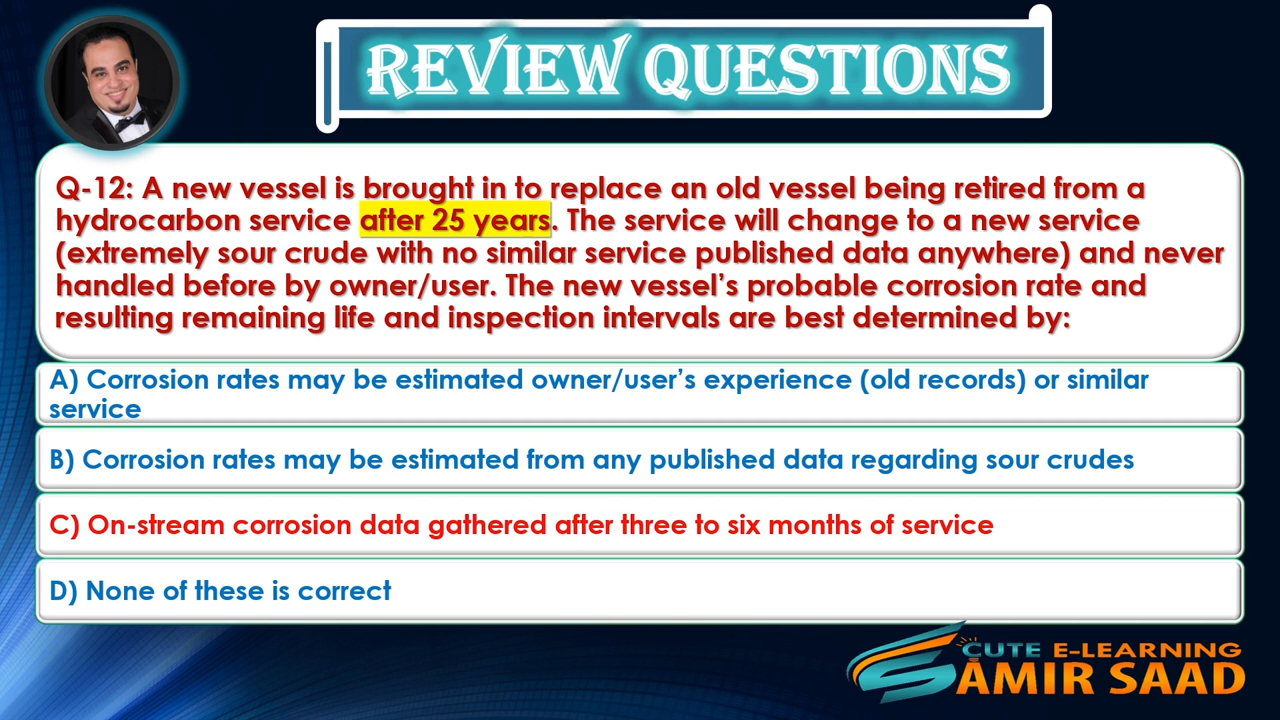 REVIEW QUESTIONS
Q-12: A new vessel is brought in to replace an old vessel being retired from a
hydrocarbon service after 25 years. The service will change to a new service
(extremely sour crude with no similar service published data anywhere) and never
handled before by owner/user. The new vessel's probable corrosion rate and
resulting remaining life and inspection intervals are best determined by:
A) Corrosion rates may be estimated owner/user's experience (old records) or similar
service
B) Corrosion rates may be estimated from any published data regarding sour crudes
C) On-stream corrosion data gathered after three to six months of service
D) None of these is correct
CUTE E-LEARNING
AMIR SAAD